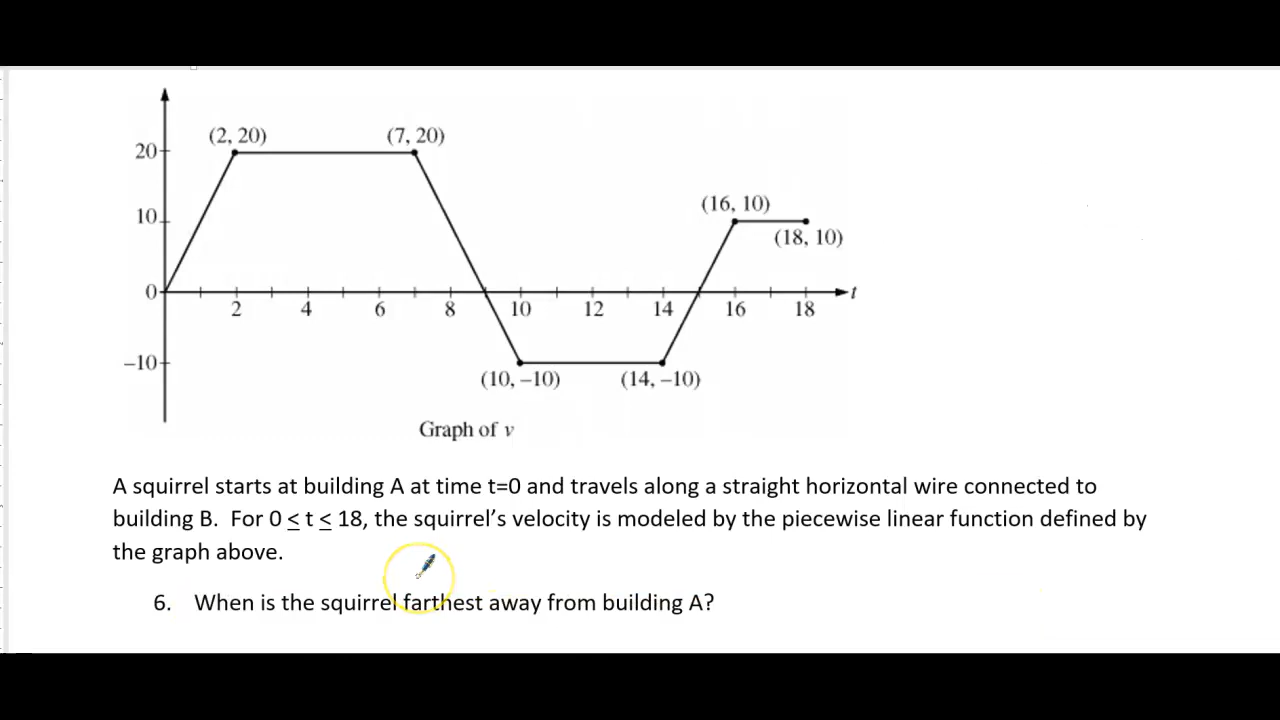 (2, 20) (7, 20)
20
(16, 10)
10
(18, 10)
0 2 4 6 8 10 12 14 16 18 t
–10
(10, –10) (14, –10)
Graph of v
A squirrel starts at building A at time t=0 and travels along a straight horizontal wire connected to
building B. For 0 ≤ t ≤ 18, the squirrel's velocity is modeled by the piecewise linear function defined by
the graph above.
6. When is the squirrel farthest away from building A?